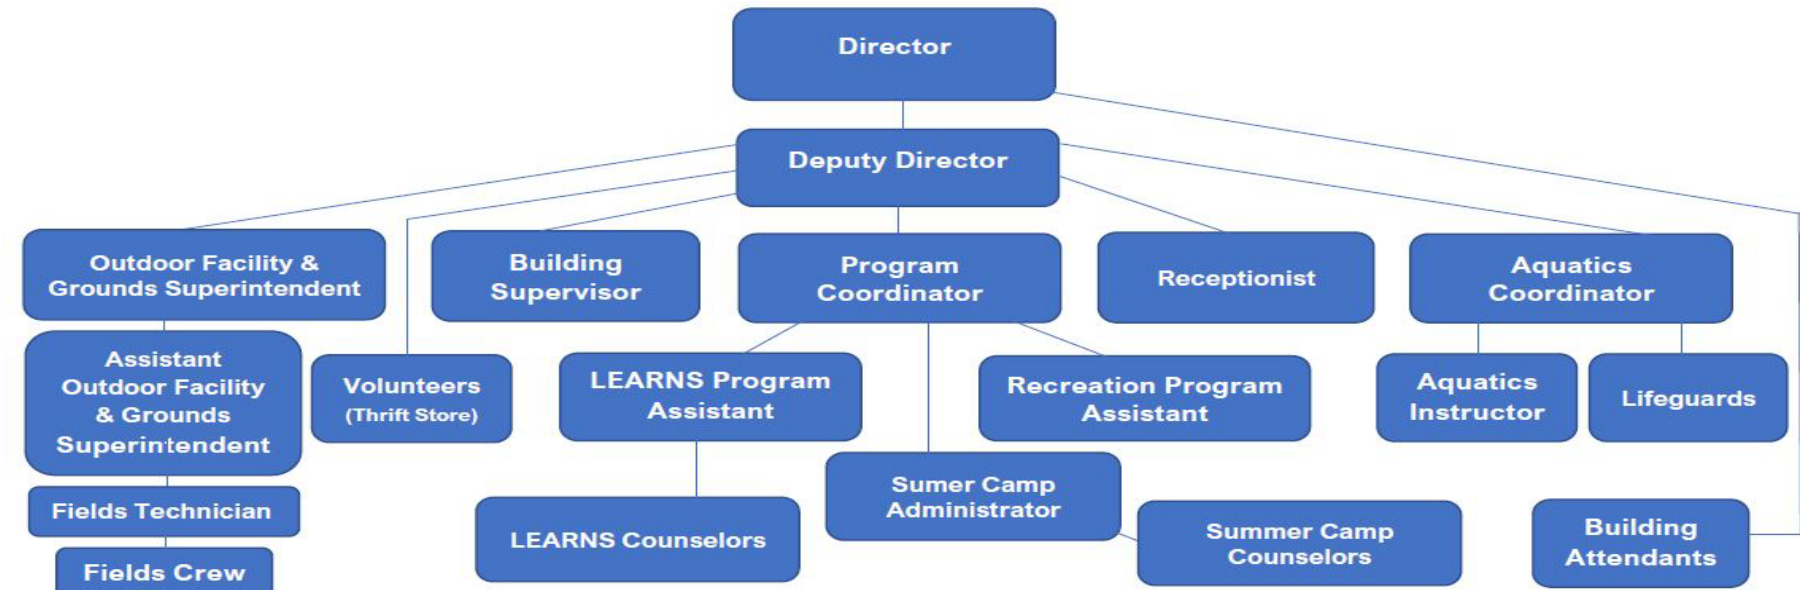 Director
Deputy Director
Outdoor Facility &
Grounds Superintendent
Building
Supervisor
Program
Coordinator
Receptionist
Aquatics
Coordinator
Assistant
Outdoor Facility
& Grounds
Superintendent
Volunteers
(Thrift Store)
LEARNS Program
Assistant
Recreation Program
Assistant
Aquatics
Instructor
Lifeguards
Fields Technician
LEARNS Counselors
Sumer Camp
Administrator
Summer Camp
Counselors
Building
Attendants
Fields Crew